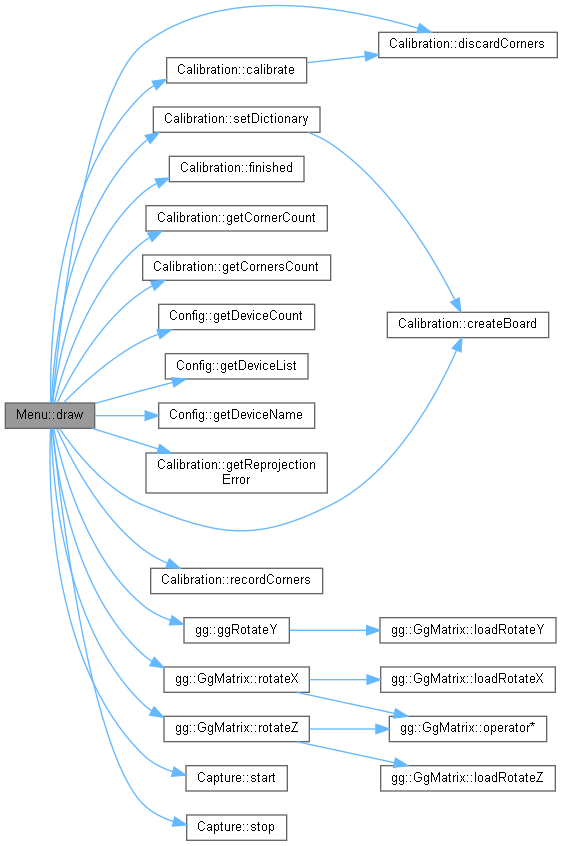 Calibration::discardCorners
Calibration::calibrate
Calibration::setDictionary
Calibration::finished
Calibration::getCornerCount
Calibration::getCornersCount
Config::getDeviceCount
Calibration::createBoard
Config::getDeviceList
Menu::draw
Config::getDeviceName
Calibration::getReprojection
Error
Calibration::recordCorners
gg::ggRotateY
gg::GgMatrix::loadRotateY
gg::GgMatrix::rotateX
gg::GgMatrix::loadRotateX
gg::GgMatrix::rotateZ
gg::GgMatrix::operator*
Capture::start
gg::GgMatrix::loadRotateZ
Capture::stop